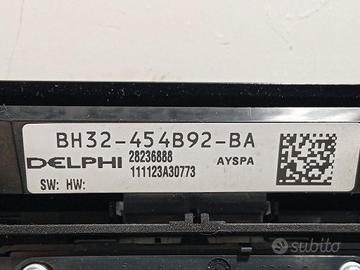 BH32-454B92-BA
DELPHI 28236888 AYSPA
111123A30773
SW: HW:
subito